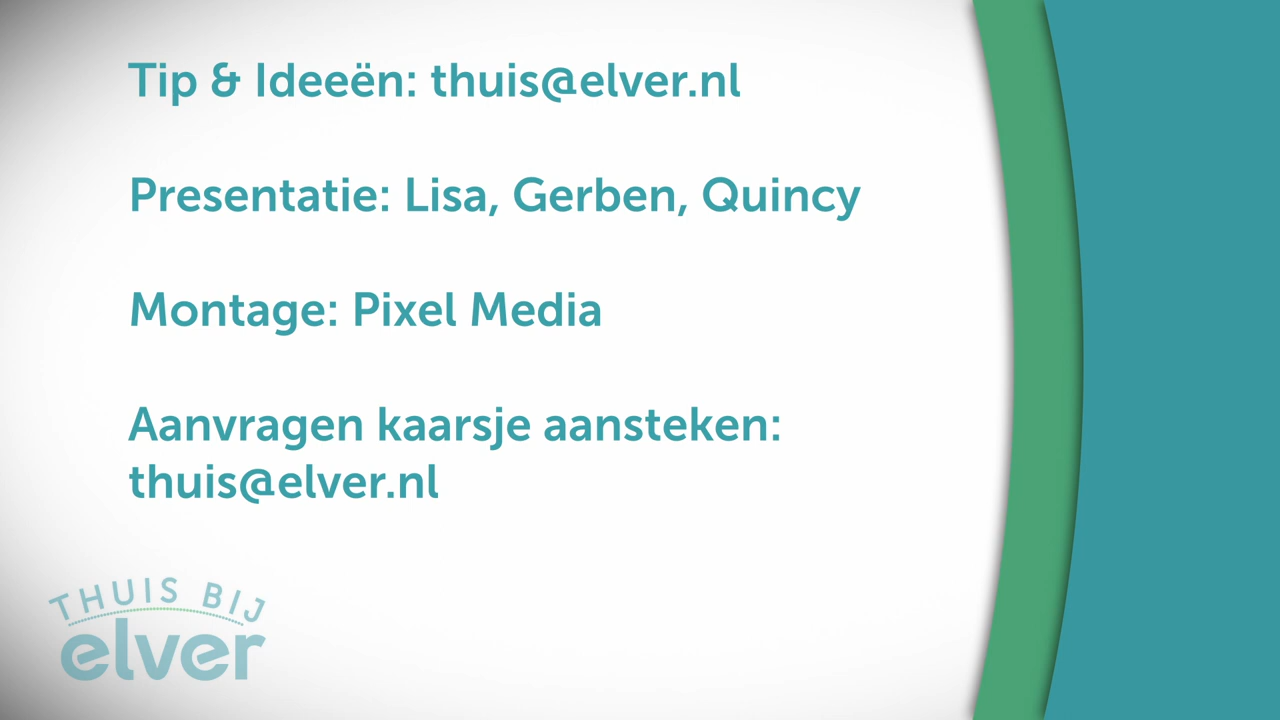 Tip & Ideeën: thuis@elver.nl
Presentatie: Lisa, Gerben, Quincy
Montage: Pixel Media
Aanvragen kaarsje aansteken:
thuis@elver.nl
THUIS BIJ
elver